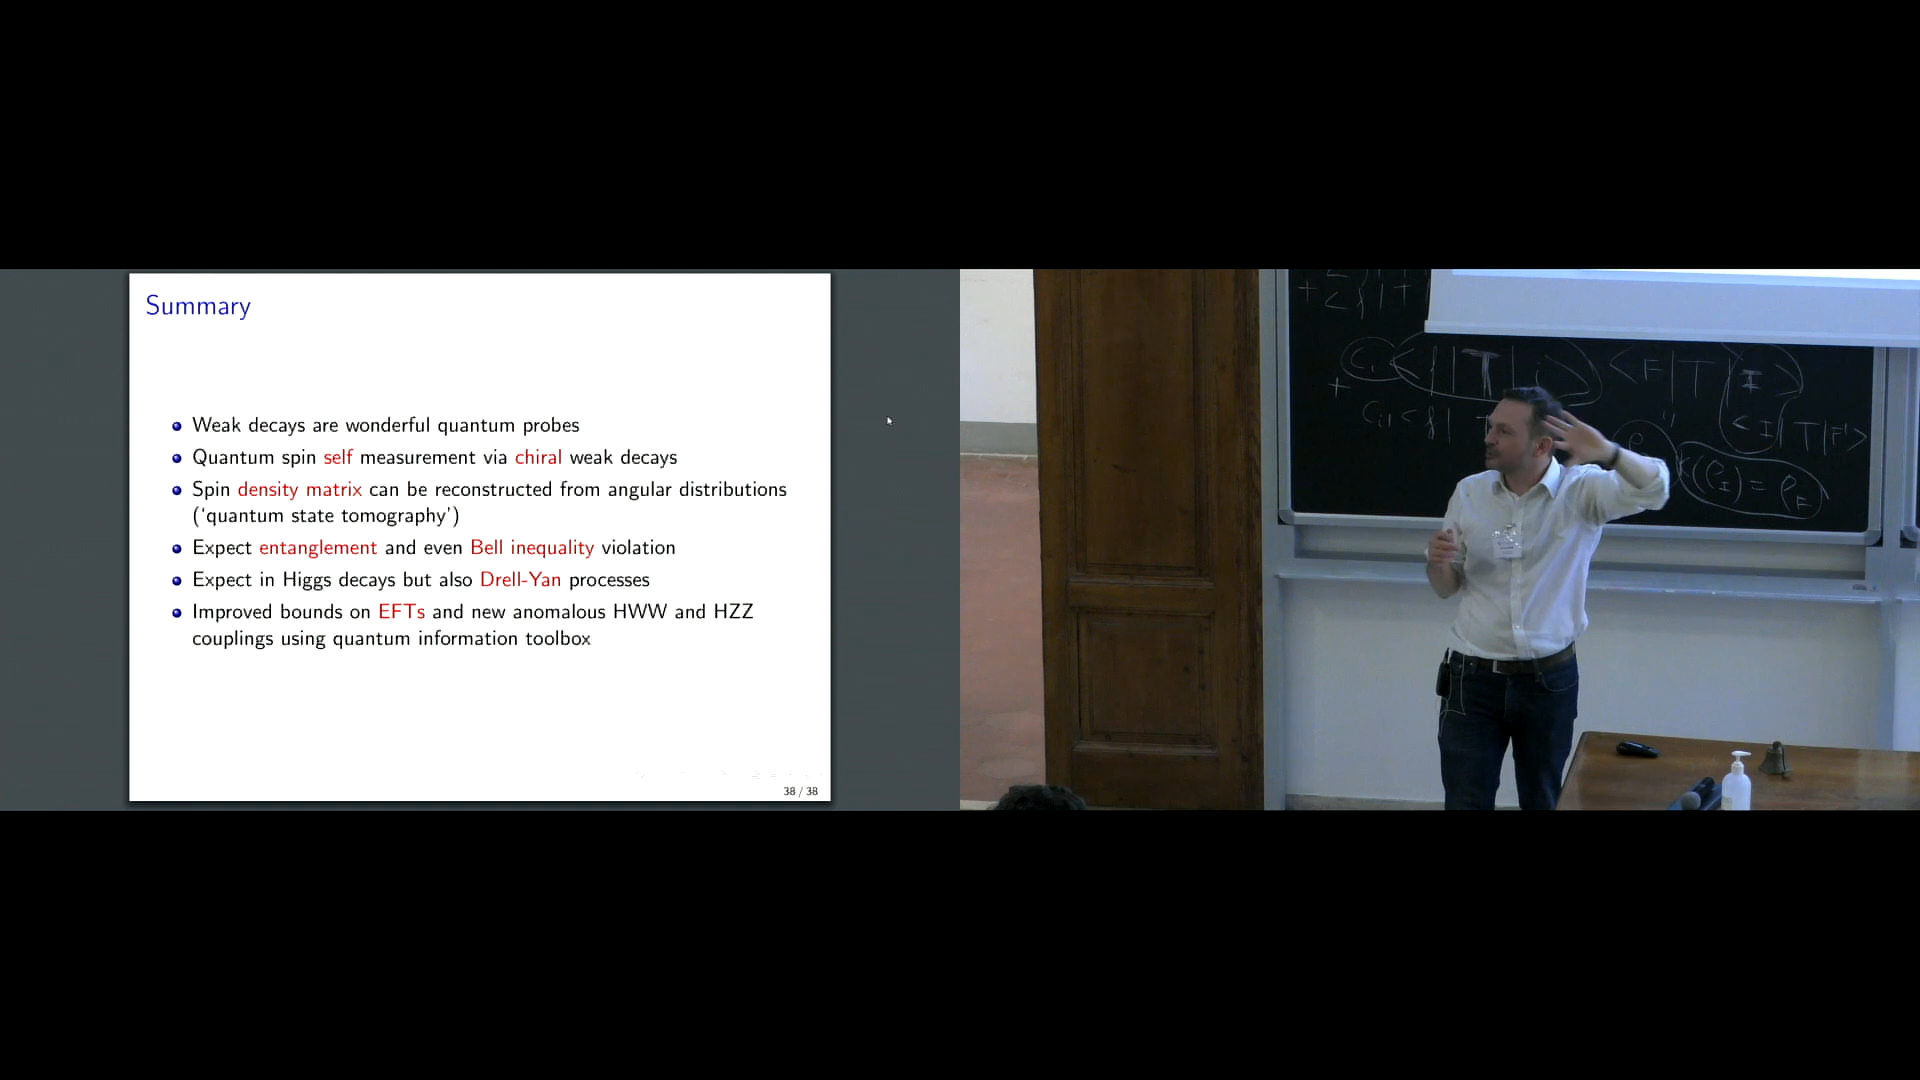 Summary
Weak decays are wonderful quantum probes
Quantum spin self measurement via chiral weak decays
Spin density matrix can be reconstructed from angular distributions
(‘quantum state tomography’)
Expect entanglement and even Bell inequality violation
Expect in Higgs decays but also Drell-Yan processes
Improved bounds on EFTs and new anomalous HWW and HZZ
couplings using quantum information toolbox
38 / 38
<F|T|I>
<I|T|F'>